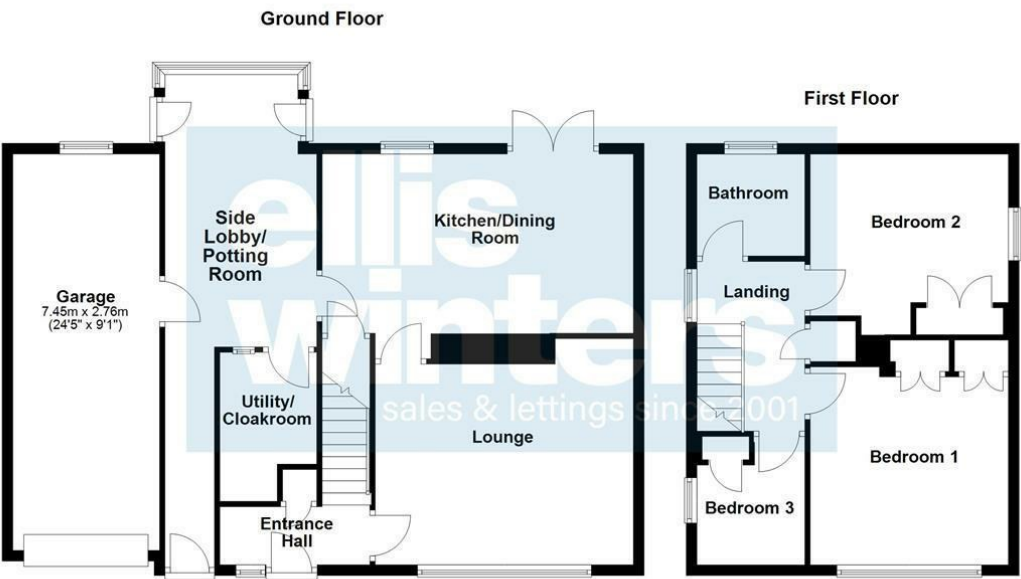 Ground Floor
First Floor
ellis
winters
sales & lettings since 2001
Side
Lobby/
Potting
Room
Kitchen/Dining
Room
Garage
7.45m x 2.76m
(24'5" x 9'1")
Utility/
Cloakroom
Lounge
Entrance
Hall
Bathroom
Bedroom 2
Landing
Bedroom 1
Bedroom 3